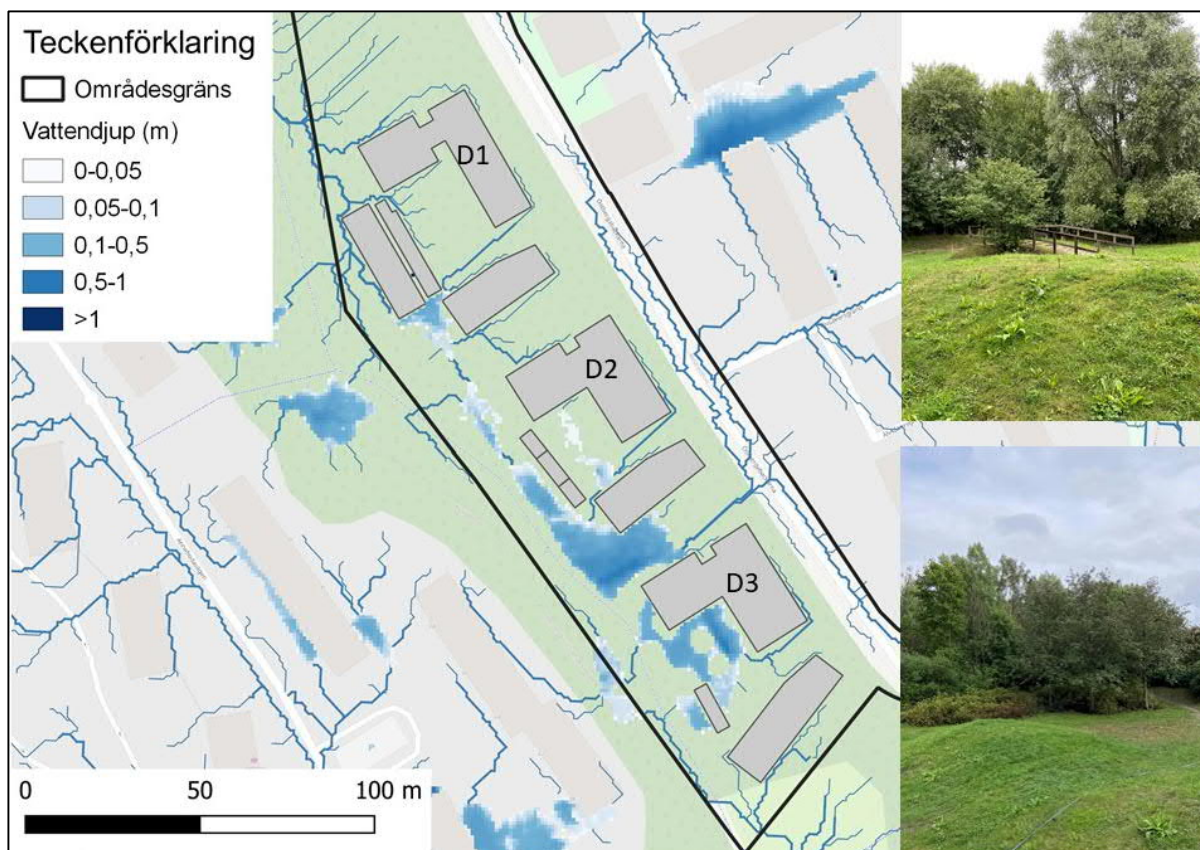 Teckenförklaring
Områdesgräns
Vattendjup (m)
0-0,05
0,05-0,1
0,1-0,5
0,5-1
>1
D1
D2
D3
0 50 100 m